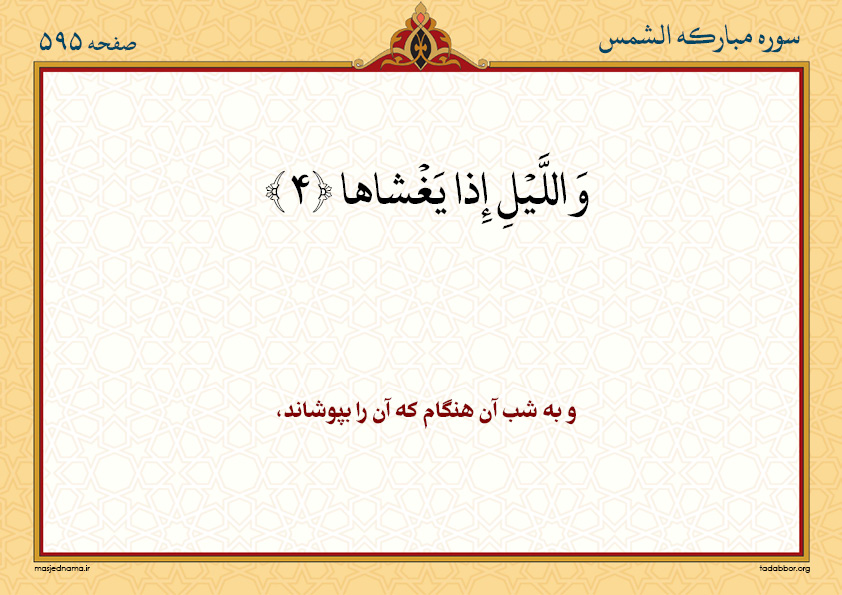 سوره مبارکه الشمس
صفحه ۵۹۵
وَ اللَّيْلِ إِذا يَغْشاها ﴿۴﴾
و به شب آن هنگام که آن را بپوشاند،
masjednama.ir
tadabbor.org